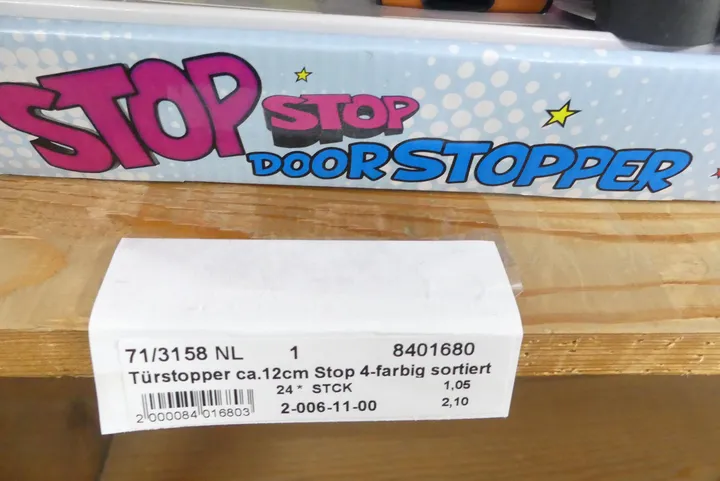 STOP STOP
DOORSTOPPER
71/3158 NL 1 8401680
Türstopper ca.12cm Stop 4-farbig sortiert
24 * STCK 1,05
2 000084 016803 2-006-11-00 2,10